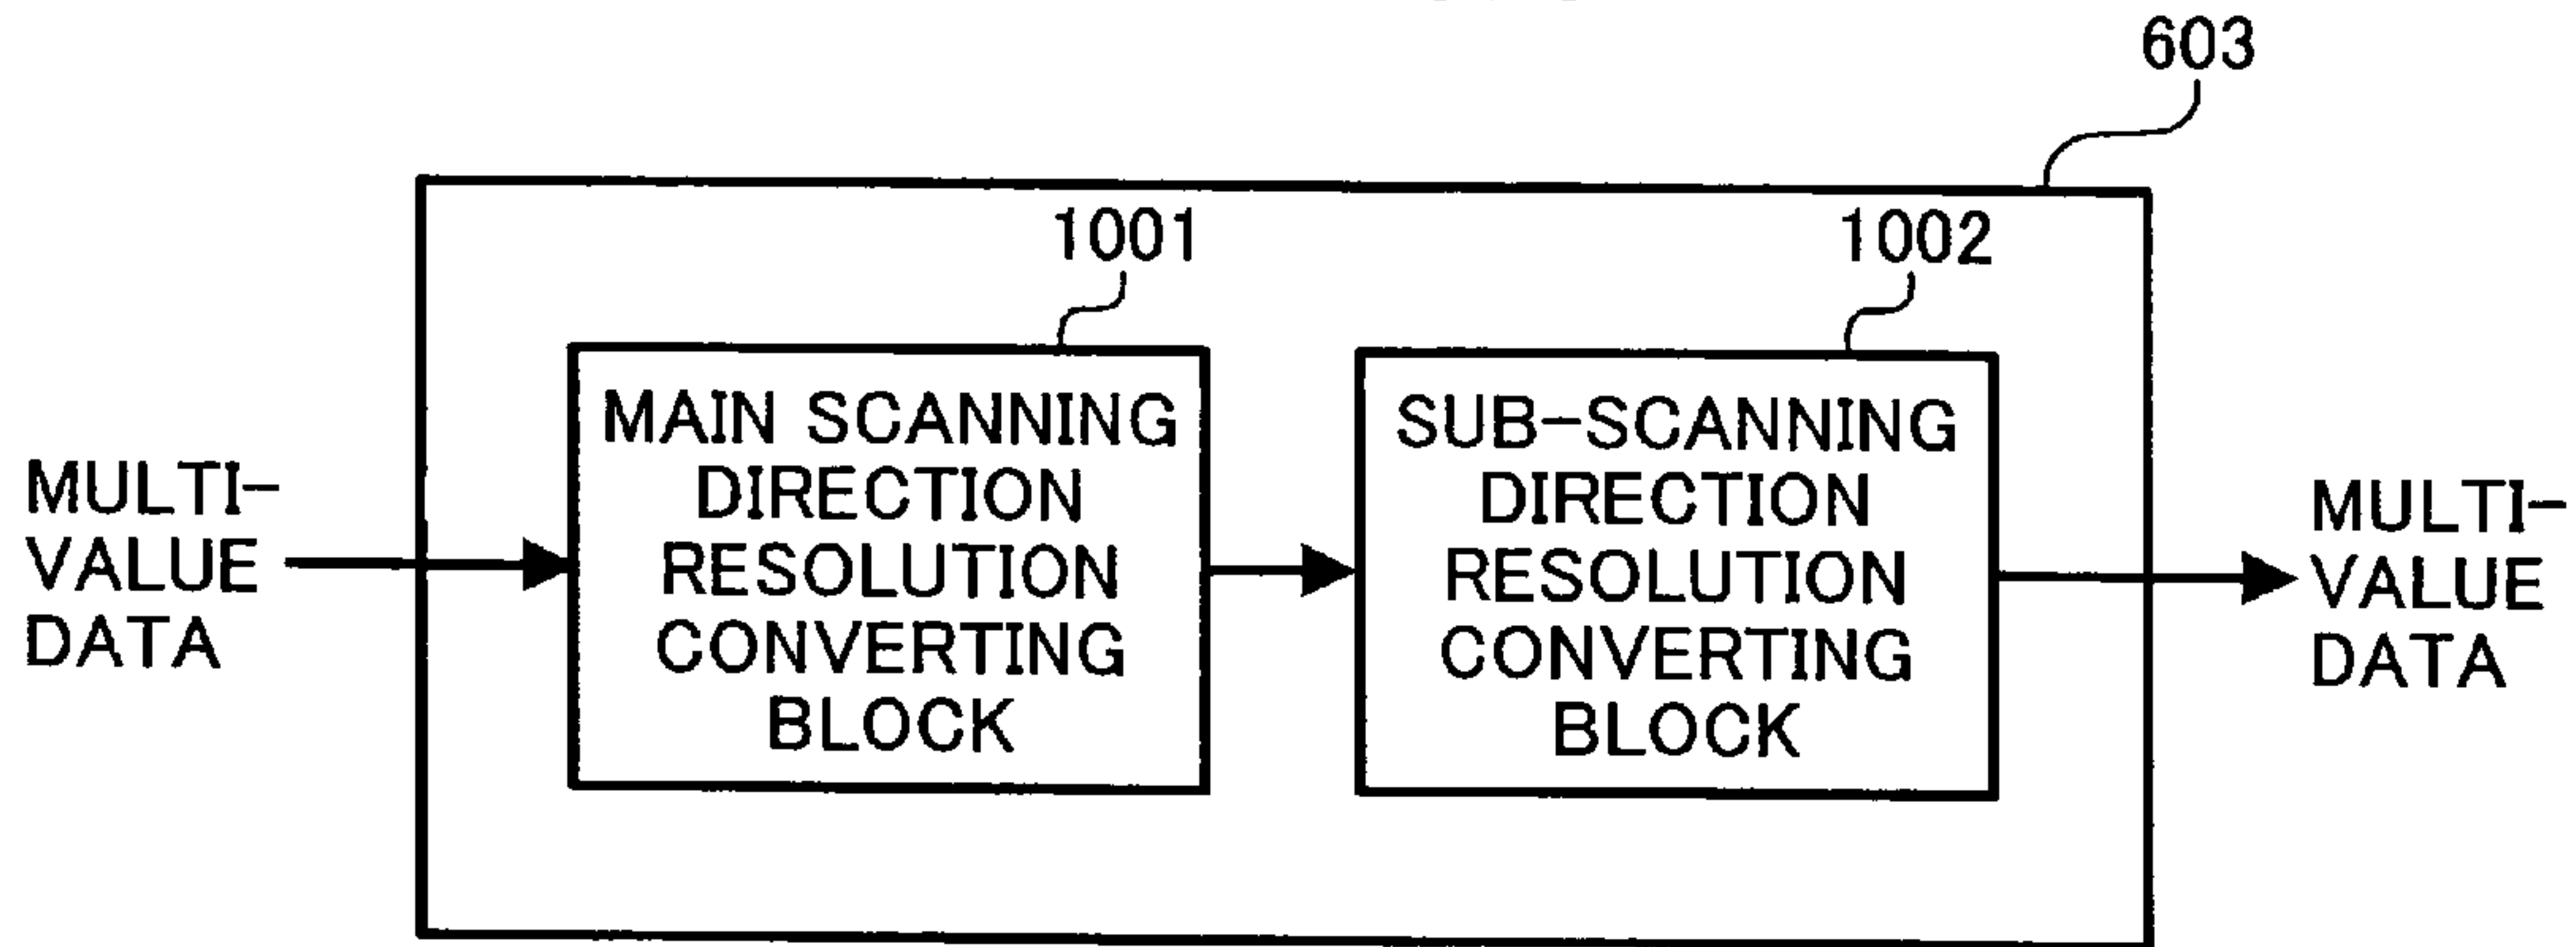 603
1001
1002
MULTI-
VALUE
DATA
MAIN SCANNING
DIRECTION
RESOLUTION
CONVERTING
BLOCK
SUB-SCANNING
DIRECTION
RESOLUTION
CONVERTING
BLOCK
MULTI-
VALUE
DATA